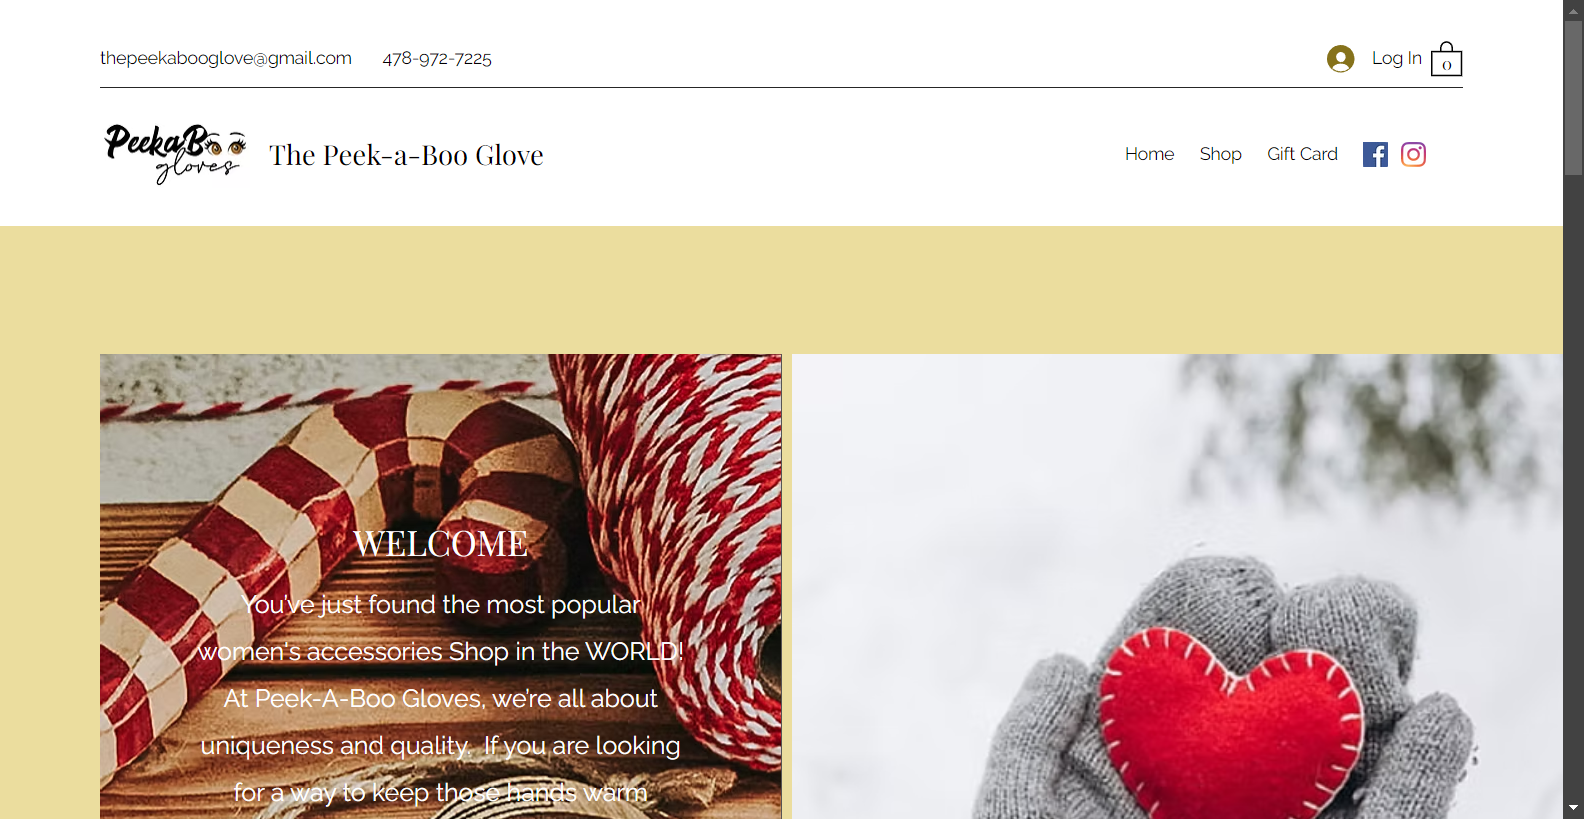 thepeekabooglove@gmail.com 478-972-7225 Log In 0
PeekaBoo
gloves
The Peek-a-Boo Glove
Home Shop Gift Card
WELCOME
You've just found the most popular
women's accessories Shop in the WORLD!
At Peek-A-Boo Gloves, we’re all about
uniqueness and quality.  If you are looking
for a way to keep those hands warm